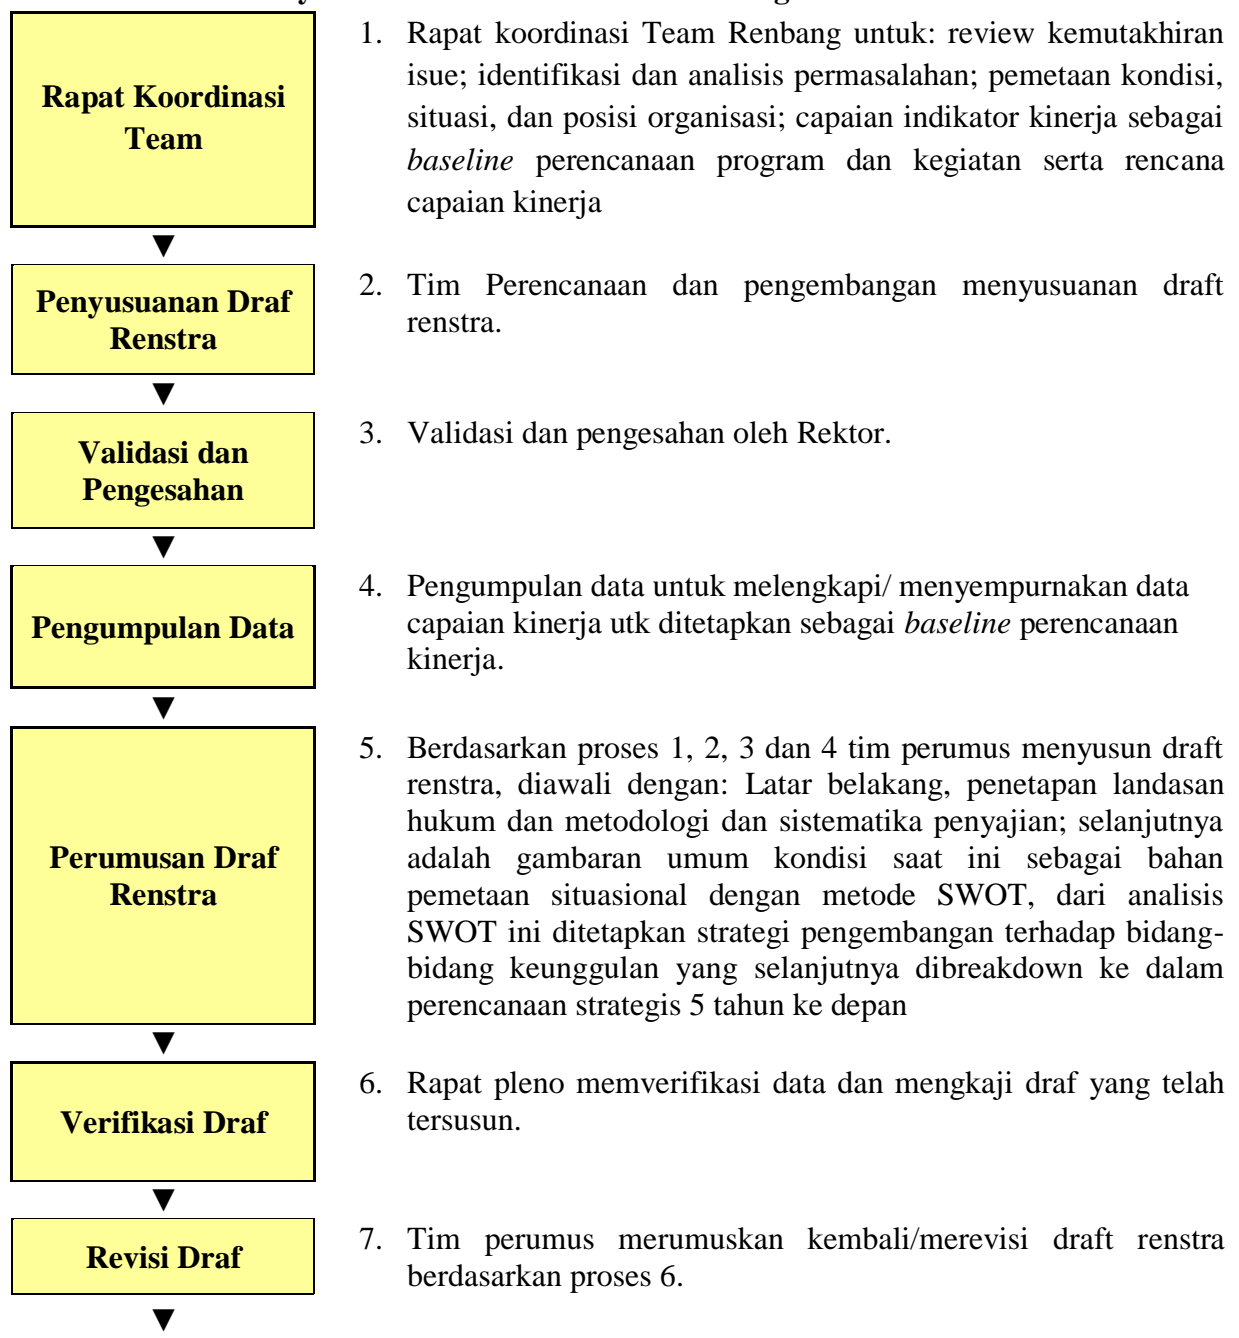 Rapat Koordinasi
Team
1. Rapat koordinasi Team Renbang untuk: review kemutakhiran
isue; identifikasi dan analisis permasalahan; pemetaan kondisi,
situasi, dan posisi organisasi; capaian indikator kinerja sebagai
baseline perencanaan program dan kegiatan serta rencana
capaian kinerja
▼
Penyusuanan Draf
Renstra
2. Tim Perencanaan dan pengembangan menyusuanan draft
renstra.
▼
Validasi dan
Pengesahan
3. Validasi dan pengesahan oleh Rektor.
▼
Pengumpulan Data
4. Pengumpulan data untuk melengkapi/ menyempurnakan data
capaian kinerja utk ditetapkan sebagai baseline perencanaan
kinerja.
▼
Perumusan Draf
Renstra
5. Berdasarkan proses 1, 2, 3 dan 4 tim perumus menyusun draft
renstra, diawali dengan: Latar belakang, penetapan landasan
hukum dan metodologi dan sistematika penyajian; selanjutnya
adalah gambaran umum kondisi saat ini sebagai bahan
pemetaan situasional dengan metode SWOT, dari analisis
SWOT ini ditetapkan strategi pengembangan terhadap bidang-
bidang keunggulan yang selanjutnya dibreakdown ke dalam
perencanaan strategis 5 tahun ke depan
▼
Verifikasi Draf
6. Rapat pleno memverifikasi data dan mengkaji draf yang telah
tersusun.
▼
Revisi Draf
7. Tim perumus merumuskan kembali/merevisi draft renstra
berdasarkan proses 6.
▼